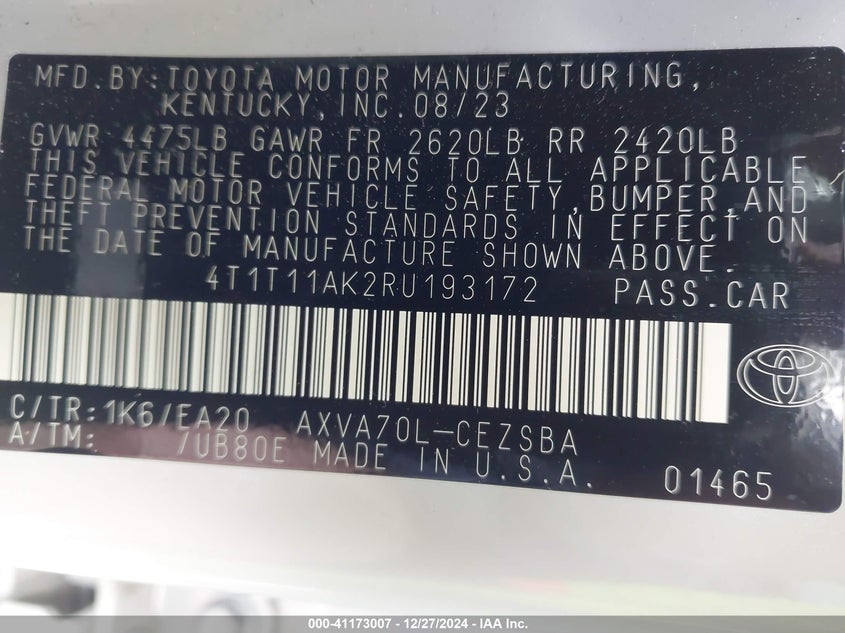 MFD. BY: TOYOTA MOTOR MANUFACTURING,
KENTUCKY, INC. 08/23
GVWR 4475LB GAWR FR 2620LB RR 2420LB
THIS VEHICLE CONFORMS TO ALL APPLICABLE
FEDERAL MOTOR VEHICLE SAFETY, BUMPER, AND
THEFT PREVENTION STANDARDS IN EFFECT ON
THE DATE OF MANUFACTURE SHOWN ABOVE.
4T1T11AK2RU193172 PASS. CAR
C/TR: 1K6/EA20 AXVA70L-CEZSBA
A/TM: /UB80E MADE IN U.S.A. 01465
000-41173007 - 12/27/2024 - IAA Inc.